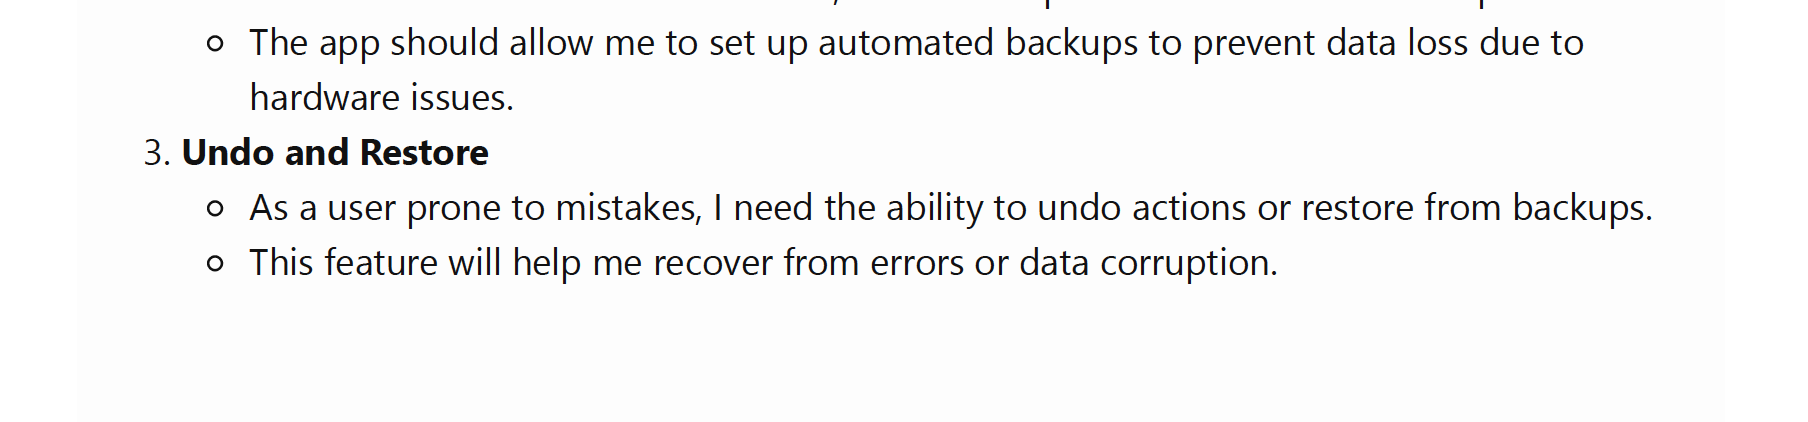 The app should allow me to set up automated backups to prevent data loss due to
hardware issues.
3. Undo and Restore
As a user prone to mistakes, I need the ability to undo actions or restore from backups.
This feature will help me recover from errors or data corruption.